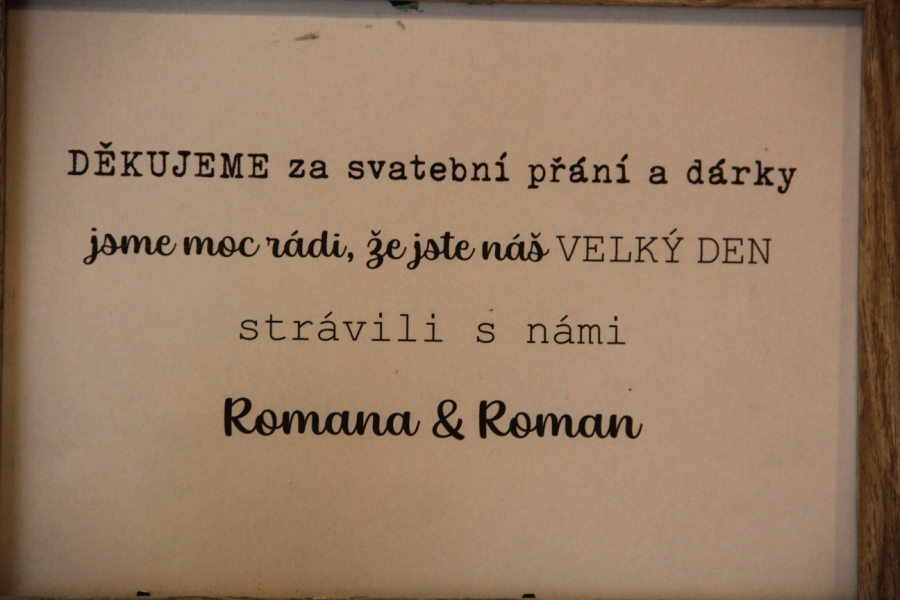 DĚKUJEME za svatební přání a dárky
jsme moc rádi, že jste náš VELKÝ DEN
strávili s námi
Romana & Roman